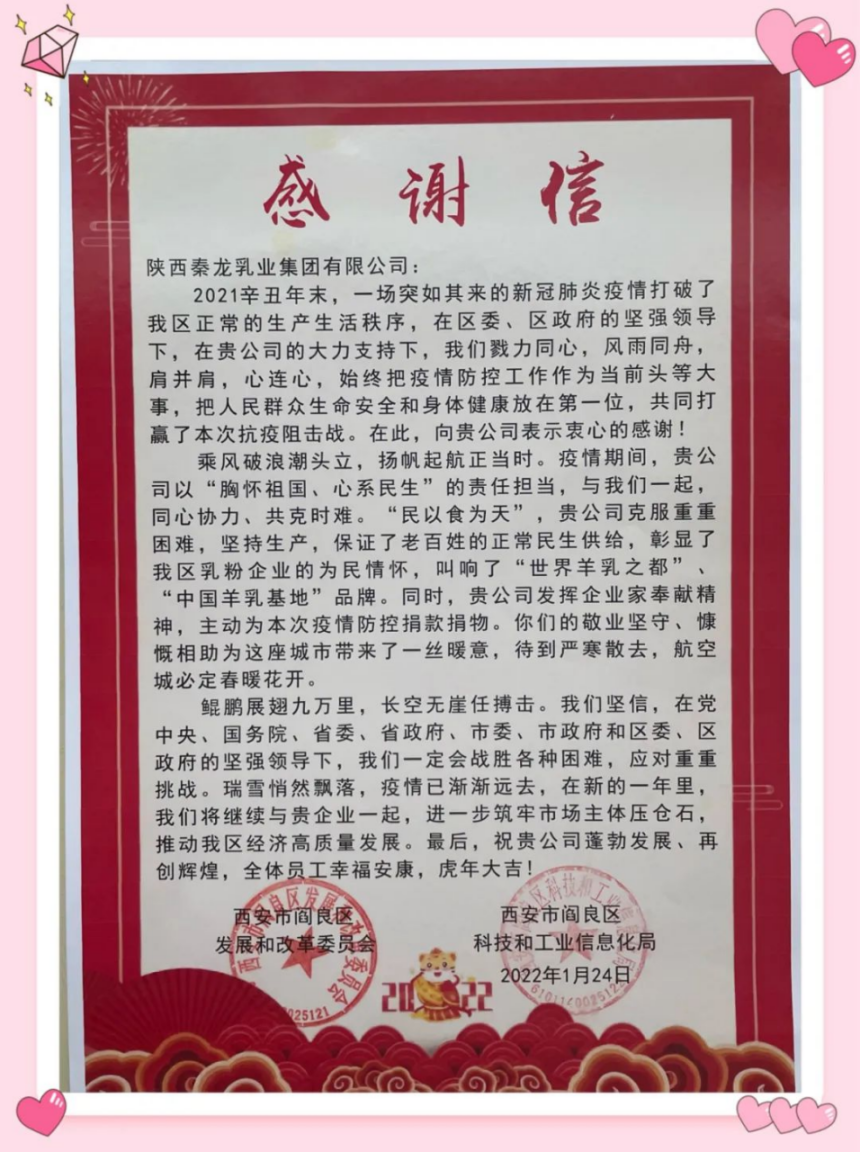 感谢信
陕西秦龙乳业集团有限公司：
2021辛丑年末，一场突如其来的新冠肺炎疫情打破了
我区正常的生产生活秩序，在区委、区政府的坚强领导
下，在贵公司的大力支持下，我们戮力同心，风雨同舟，
肩并肩，心连心，始终把疫情防控工作作为当前头等大
事，把人民群众生命安全和身体健康放在第一位，共同打
赢了本次抗疫阻击战。在此，向贵公司表示衷心的感谢！
乘风破浪潮头立，扬帆起航正当时。疫情期间，贵公
司以“胸怀祖国、心系民生”的责任担当，与我们一起，
同心协力、共克时难。“民以食为天”，贵公司克服重重
困难，坚持生产，保证了老百姓的正常民生供给，彰显了
我区乳粉企业的为民情怀，叫响了“世界羊乳之都”、
“中国羊乳基地”品牌。同时，贵公司发挥企业家奉献精
神，主动为本次疫情防控捐款捐物。你们的敬业坚守、慷
慨相助为这座城市带来了一丝暖意，待到严寒散去，航空
城必定春暖花开。
鲲鹏展翅九万里，长空无崖任搏击。我们坚信，在党
中央、国务院、省委、省政府、市委、市政府和区委、区
政府的坚强领导下，我们一定会战胜各种困难，应对重重
挑战。瑞雪悄然飘落，疫情已渐渐远去，在新的一年里，
我们将继续与贵企业一起，进一步筑牢市场主体压仓石，
推动我区经济高质量发展。最后，祝贵公司蓬勃发展、再
创辉煌，全体员工幸福安康，虎年大吉！
西安市阎良区
发展和改革委员会
西安市阎良区
科技和工业信息化局
2022年1月24日
2022